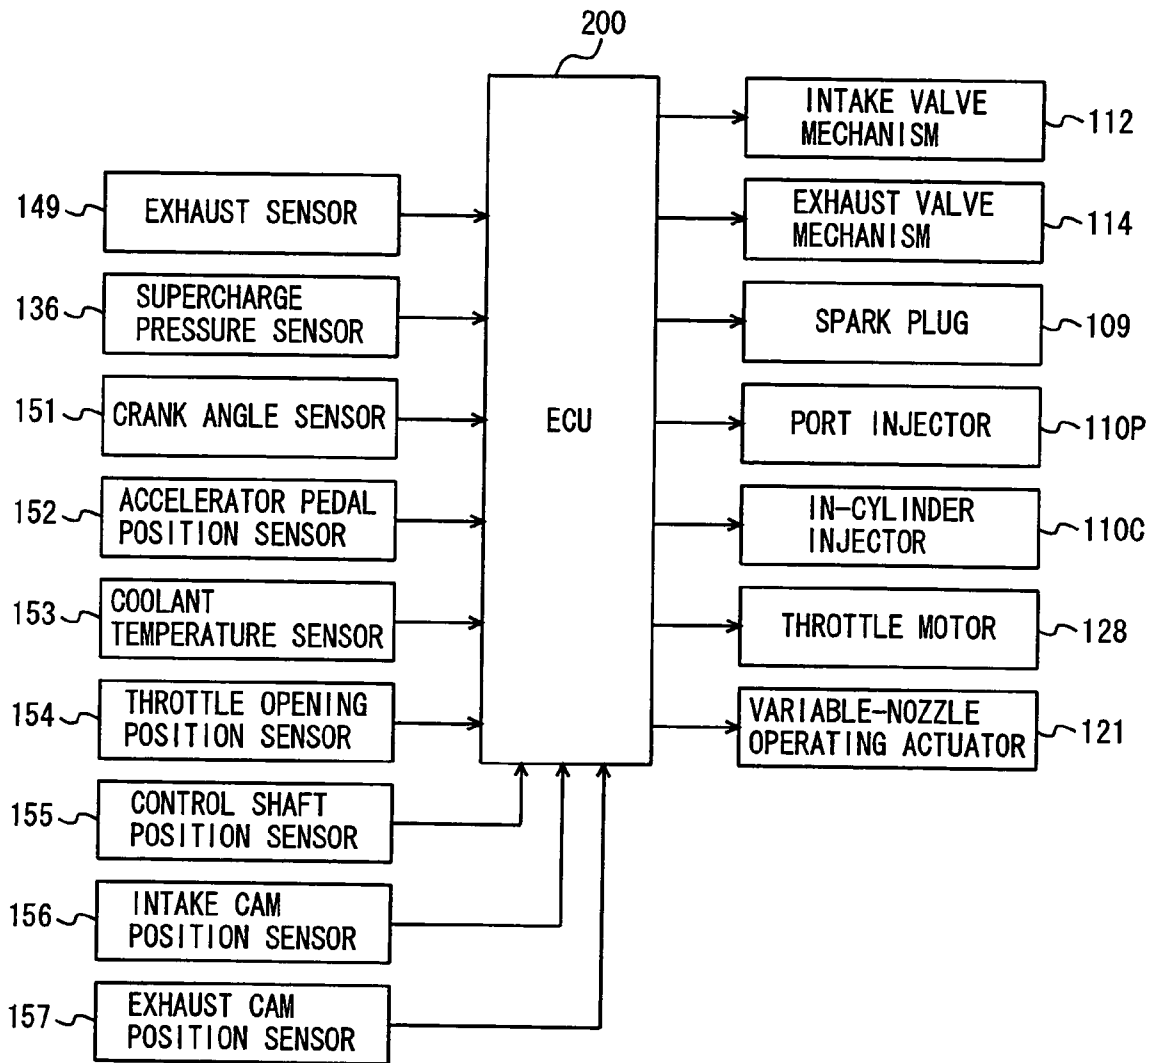 200
149
EXHAUST SENSOR
136
SUPERCHARGE
PRESSURE SENSOR
151
CRANK ANGLE SENSOR
152
ACCELERATOR PEDAL
POSITION SENSOR
153
COOLANT
TEMPERATURE SENSOR
154
THROTTLE OPENING
POSITION SENSOR
155
CONTROL SHAFT
POSITION SENSOR
156
INTAKE CAM
POSITION SENSOR
157
EXHAUST CAM
POSITION SENSOR
ECU
INTAKE VALVE
MECHANISM
112
EXHAUST VALVE
MECHANISM
114
SPARK PLUG
109
PORT INJECTOR
110P
IN-CYLINDER
INJECTOR
110C
THROTTLE MOTOR
128
VARIABLE-NOZZLE
OPERATING ACTUATOR
121